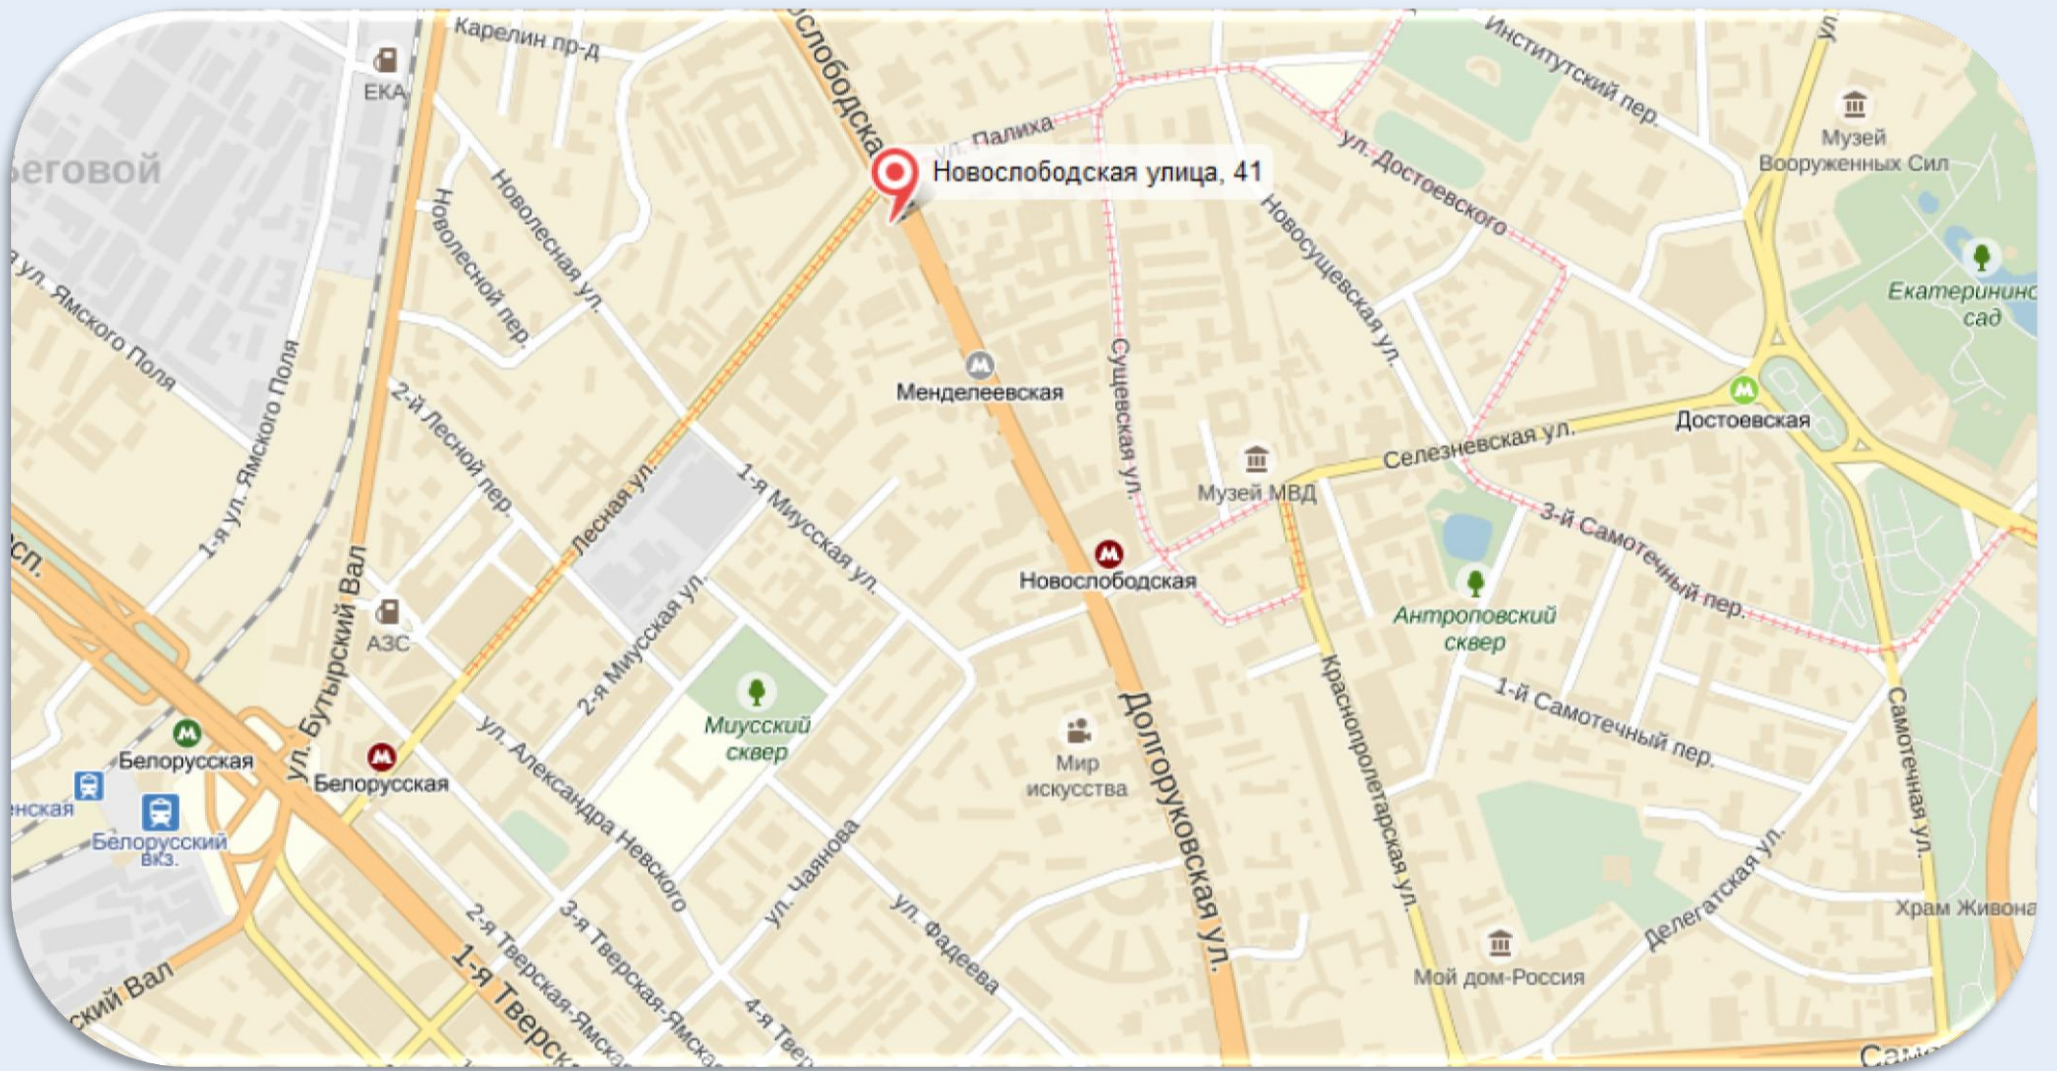 Карелин пр-д
ЕКА
Институтский пер.
ул.
Музей
Вооруженных Сил
ул. Палиха
Новослободская улица, 41
ул. Достоевского
Новолесная ул.
Новолесной пер.
Новосущевская ул.
Екатерининс
сад
ул. Ямского Поля
1-я ул. Ямского Поля
Менделеевская
Сущевская ул.
Достоевская
2-й Лесной пер.
Лесная ул.
1-я Миусская ул.
Селезневская ул.
Музей МВД
3-й Самотечный пер.
Новослободская
АЗС
2-я Миусская ул.
Антроповский
сквер
ул. Бутырский Вал
Миусский
сквер
Краснопролетарская ул.
1-й Самотечный пер.
Самотечная ул.
Белорусская
Белорусская
ул. Александра Невского
Мир
искусства
Долгоруковская ул.
Белорусский
вкз.
ул. Чаянова
ул. Фадеева
Делегатская ул.
Храм Живона
Мой дом-Россия
2-я Тверская-Ямска
3-я Тверская-Ямска
4-я Твер
1-я Тверск
ский Вал